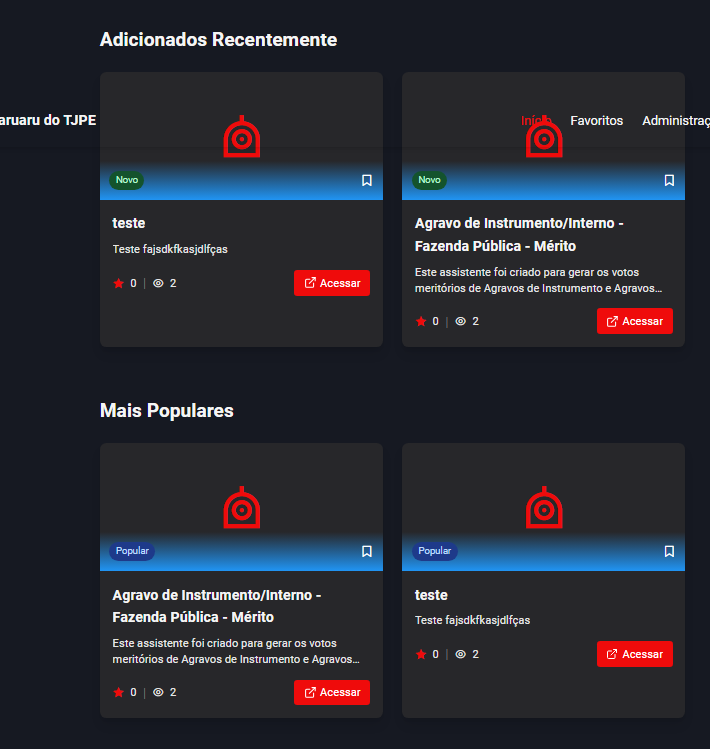 Adicionados Recentemente
aruaru do TJPE
Início
Favoritos
Administraç
Novo
Novo
teste
Teste fajsdkfkasjdlfças
0 | 2
Acessar
Agravo de Instrumento/Interno -
Fazenda Pública - Mérito
Este assistente foi criado para gerar os votos
meritórios de Agravos de Instrumento e Agravos...
0 | 2
Acessar
Mais Populares
Popular
Popular
Agravo de Instrumento/Interno -
Fazenda Pública - Mérito
Este assistente foi criado para gerar os votos
meritórios de Agravos de Instrumento e Agravos...
0 | 2
Acessar
teste
Teste fajsdkfkasjdlfças
0 | 2
Acessar